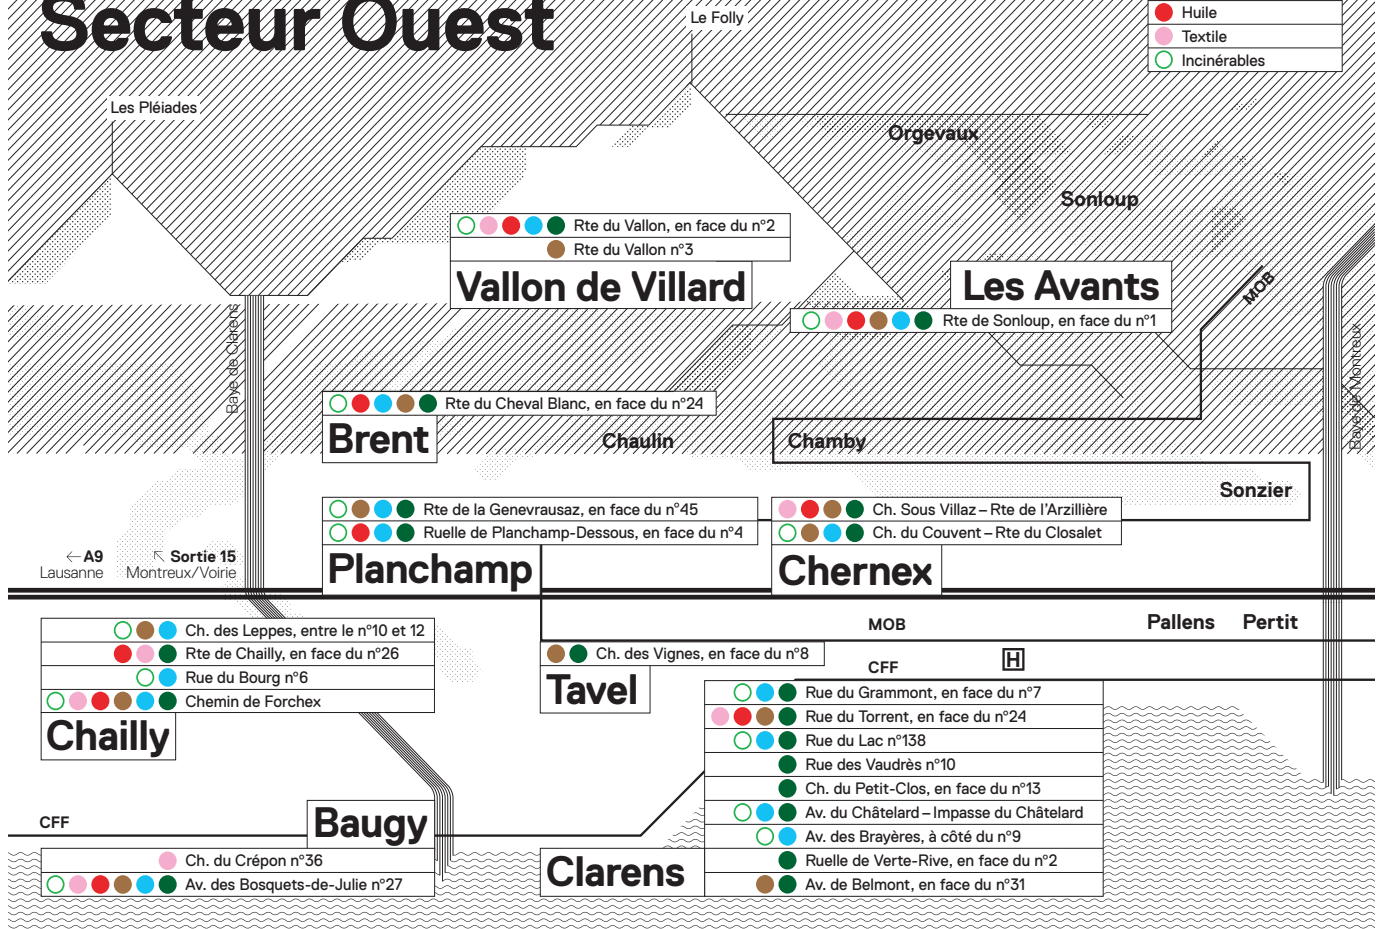 Secteur Ouest
Le Folly
Huile
Textile
Incinérables
Les Pléiades
Orgevaux
Sonloup
Rte du Vallon, en face du n°2
Rte du Vallon n°3
Vallon de Villard
Les Avants
MOB
Rte de Sonloup, en face du n°1
Baye de Clarens
Baye de Montreux
Rte du Cheval Blanc, en face du n°24
Brent
Chaulin
Chamby
Sonzier
Rte de la Genevrausaz, en face du n°45
Ruelle de Planchamp-Dessous, en face du n°4
Planchamp
Ch. Sous Villaz – Rte de l'Arzillière
Ch. du Couvent – Rte du Closalet
Chernex
← A9
Lausanne
↖ Sortie 15
Montreux/Voirie
Ch. des Leppes, entre le n°10 et 12
Rte de Chailly, en face du n°26
Rue du Bourg n°6
Chemin de Forchex
Chailly
MOB
Pallens
Pertit
Ch. des Vignes, en face du n°8
Tavel
CFF
H
Rue du Grammont, en face du n°7
Rue du Torrent, en face du n°24
Rue du Lac n°138
Rue des Vaudrès n°10
Ch. du Petit-Clos, en face du n°13
Av. du Châtelard – Impasse du Châtelard
Av. des Brayères, à côté du n°9
Ruelle de Verte-Rive, en face du n°2
Av. de Belmont, en face du n°31
Clarens
CFF
Baugy
Ch. du Crépon n°36
Av. des Bosquets-de-Julie n°27